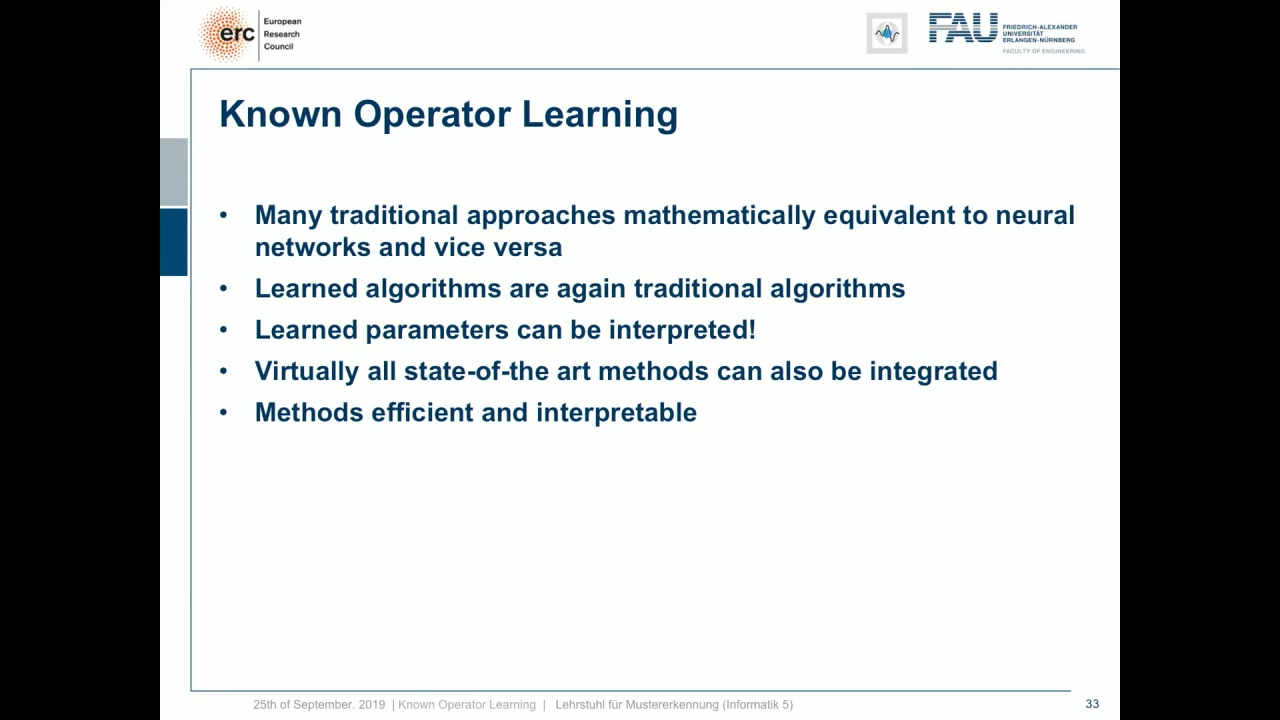 erc
European
Research
Council
FAU
FRIEDRICH-ALEXANDER
UNIVERSITÄT
ERLANGEN-NÜRNBERG
FACULTY OF ENGINEERING
Known Operator Learning
• Many traditional approaches mathematically equivalent to neural
networks and vice versa
• Learned algorithms are again traditional algorithms
• Learned parameters can be interpreted!
• Virtually all state-of-the art methods can also be integrated
• Methods efficient and interpretable
25th of September. 2019 | Known Operator Learning | Lehrstuhl für Mustererkennung (Informatik 5)
33